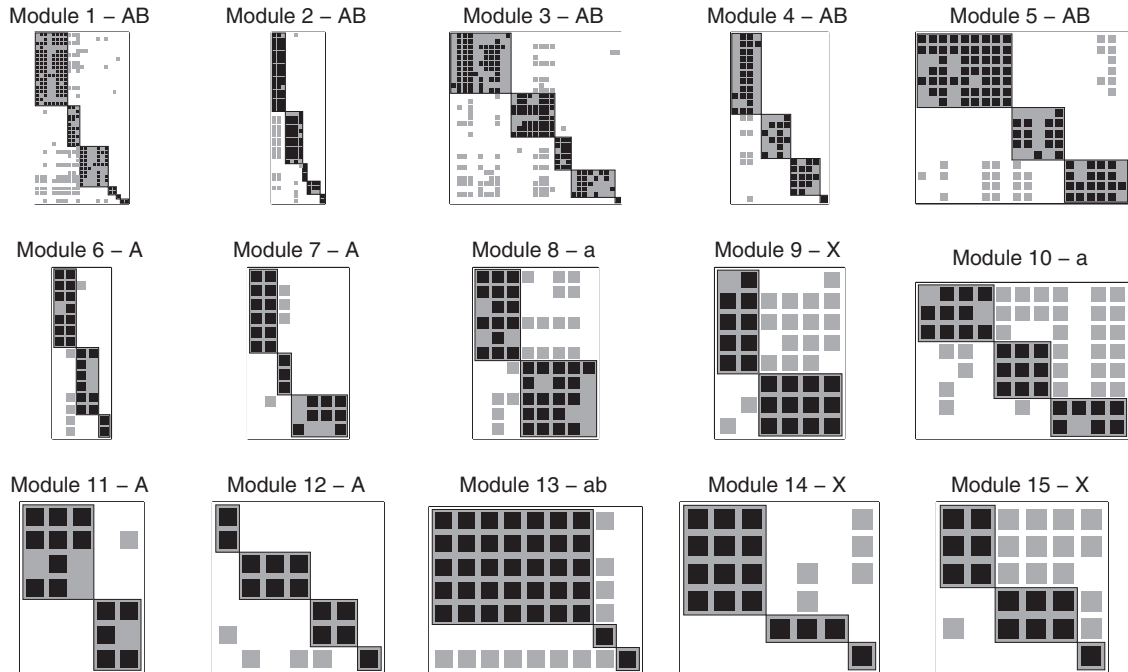 Module 1 – AB
Module 2 – AB
Module 3 – AB
Module 4 – AB
Module 5 – AB
Module 6 – A
Module 7 – A
Module 8 – a
Module 9 – X
Module 10 – a
Module 11 – A
Module 12 – A
Module 13 – ab
Module 14 – X
Module 15 – X